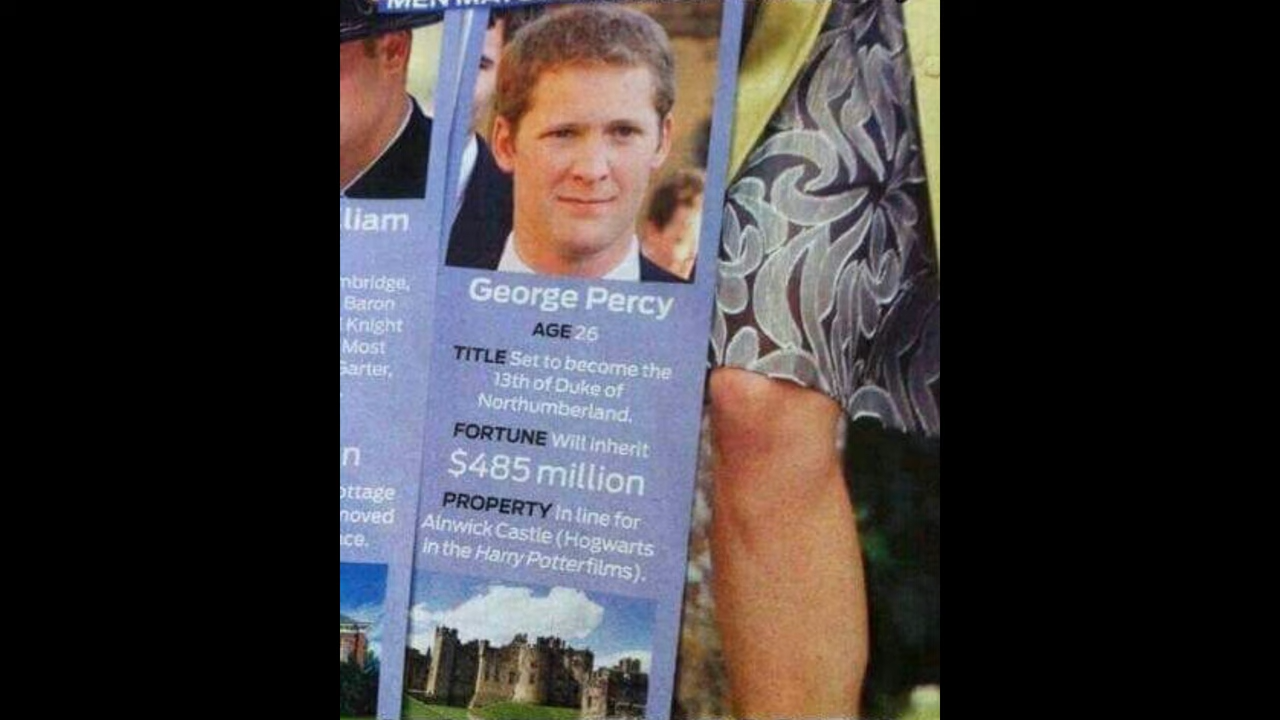 liam
mbridge,
Baron
Knight
Most
Garter,
n
ottage
noved
ce.
George Percy
AGE 26
TITLE Set to become the
13th of Duke of
Northumberland.
FORTUNE Will inherit
$485 million
PROPERTY In line for
Alnwick Castle (Hogwarts
in the Harry Potter films).